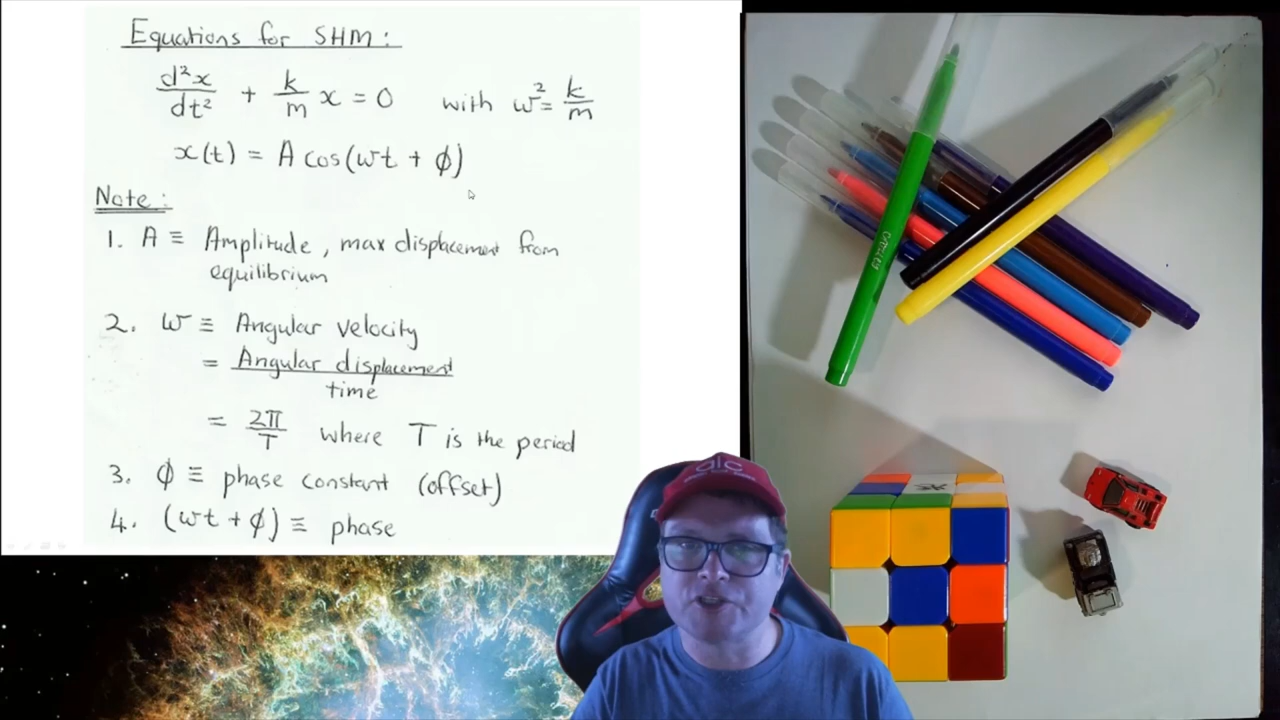 Equations for SHM:
d²x/dt² + k/m x = 0 with ω² = k/m
x(t) = A cos(ωt + ϕ)
Note:
1. A ≡ Amplitude, max displacement from
equilibrium
2. ω ≡ Angular velocity
= Angular displacement/time
= 2π/T where T is the period
3. ϕ ≡ phase constant (offset)
4. (ωt + ϕ) ≡ phase
alc